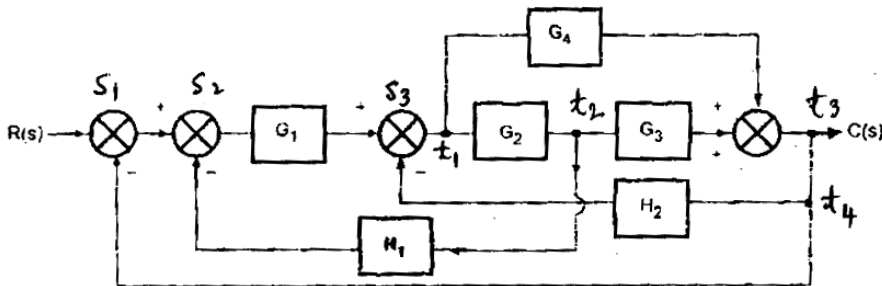 G4
S1
S2
S3
t2
t3
R(s)
+
G1
+
t1
G2
G3
+
+
C(s)
−
−
−
H2
t4
H1